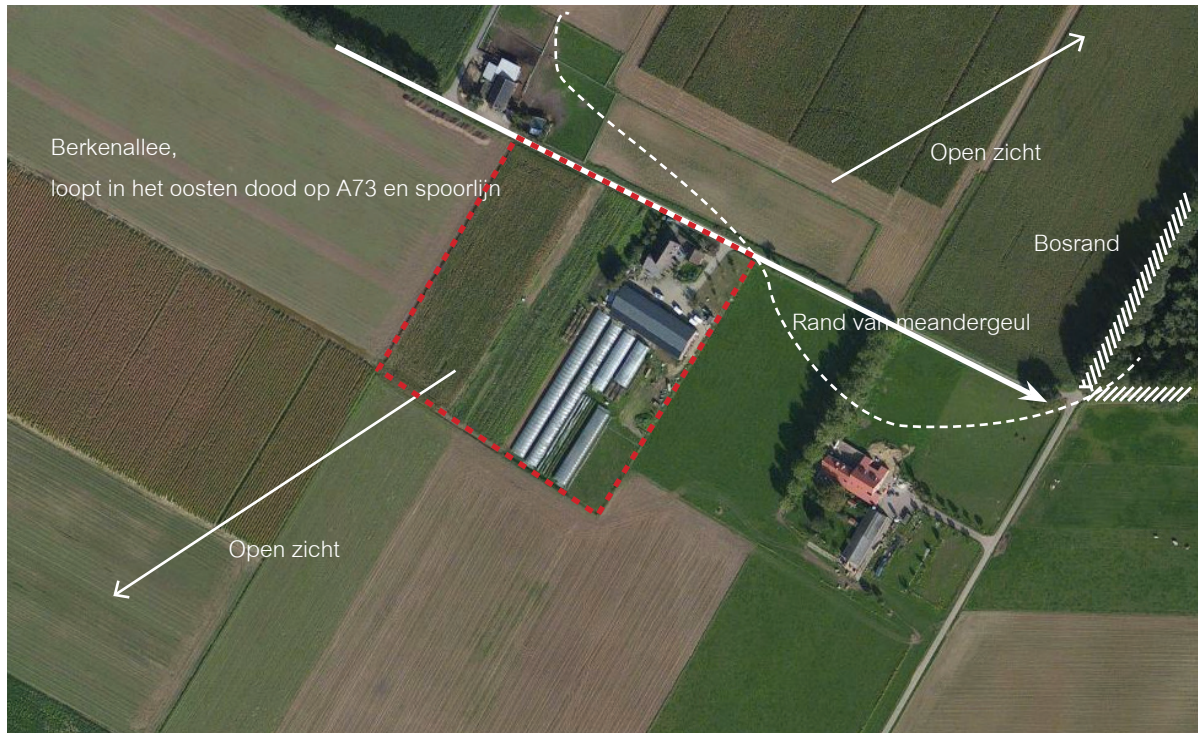 Berkenallee,
loopt in het oosten dood op A73 en spoorlijn
Open zicht
Bosrand
Rand van meandergeul
Open zicht